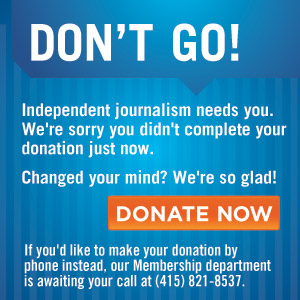 DON'T GO!
Independent journalism needs you.
We're sorry you didn't complete your
donation just now.
Changed your mind? We're so glad!
DONATE NOW
If you'd like to make your donation by
phone instead, our Membership department
is awaiting your call at (415) 821-8537.